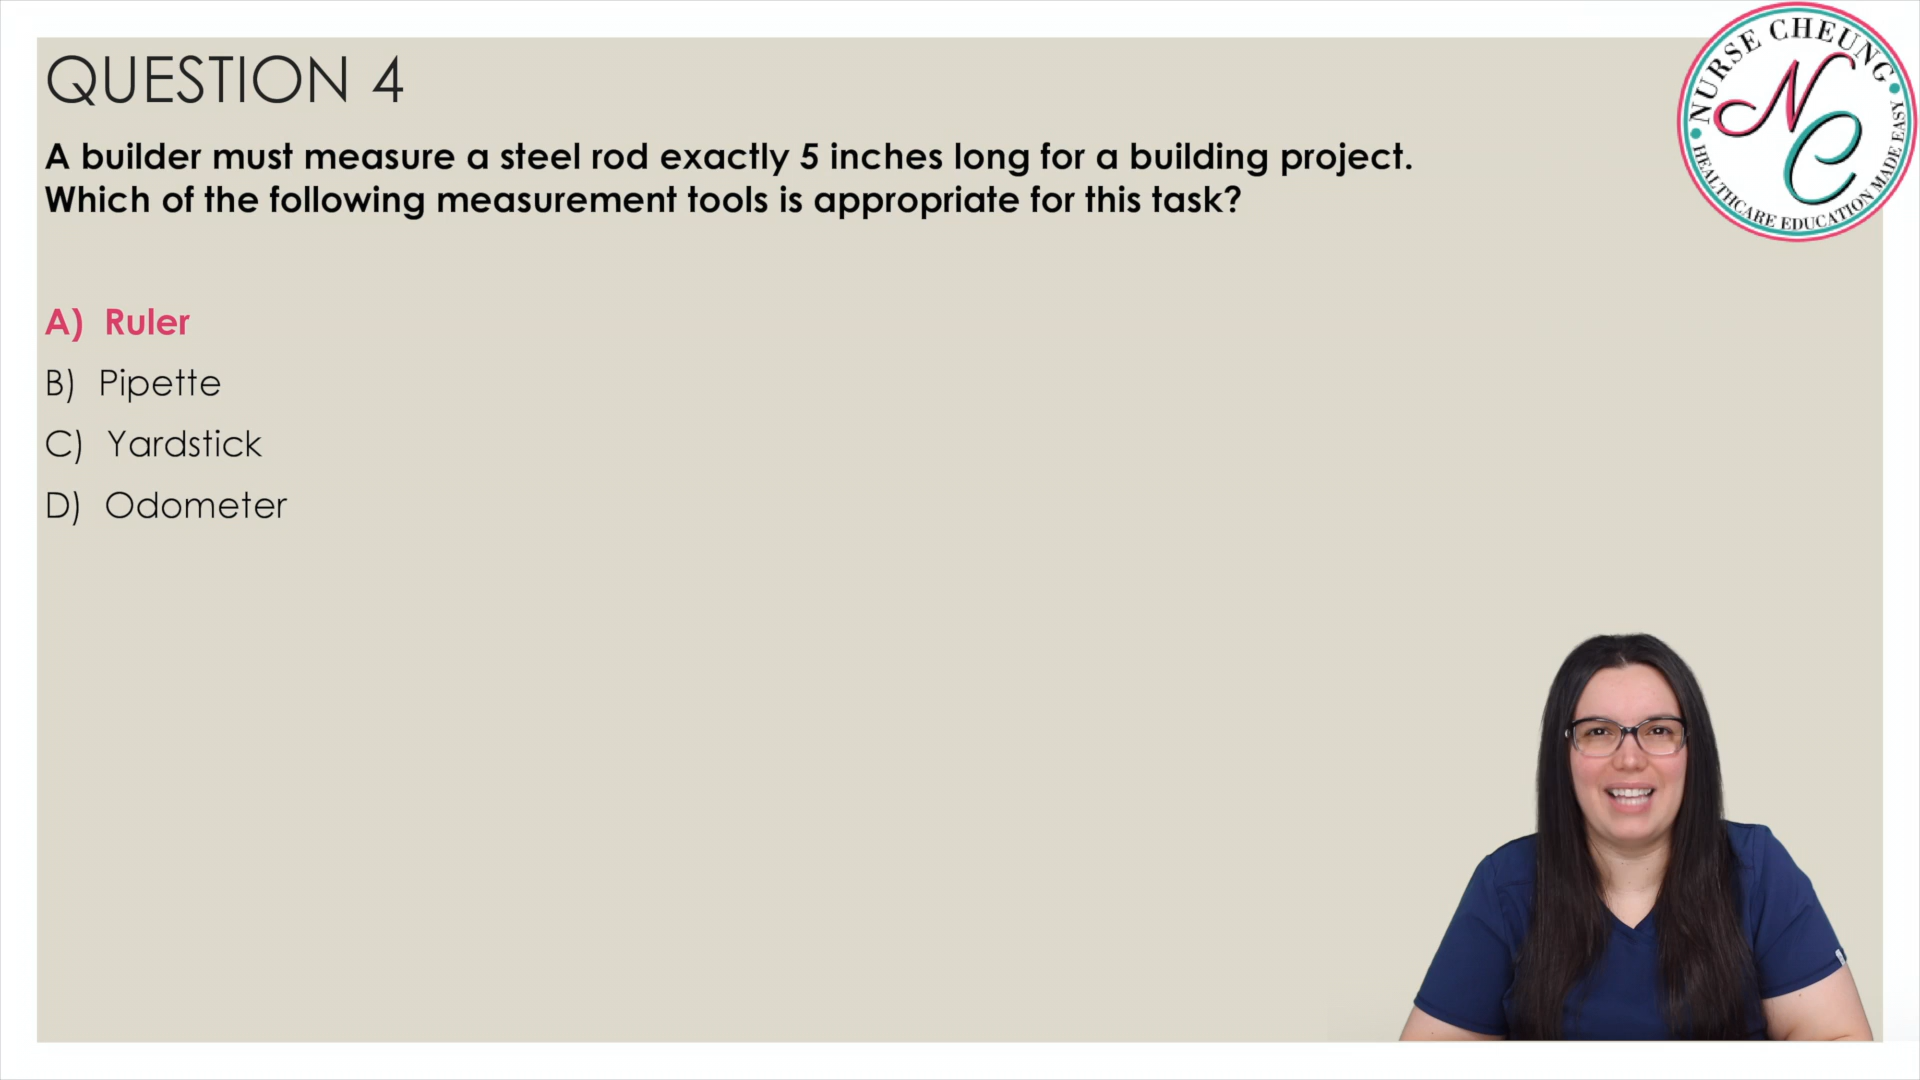 QUESTION 4
A builder must measure a steel rod exactly 5 inches long for a building project.
Which of the following measurement tools is appropriate for this task?
A) Ruler
B) Pipette
C) Yardstick
D) Odometer
NURSE CHEUNG
NC
HEALTHCARE EDUCATION MADE EASY